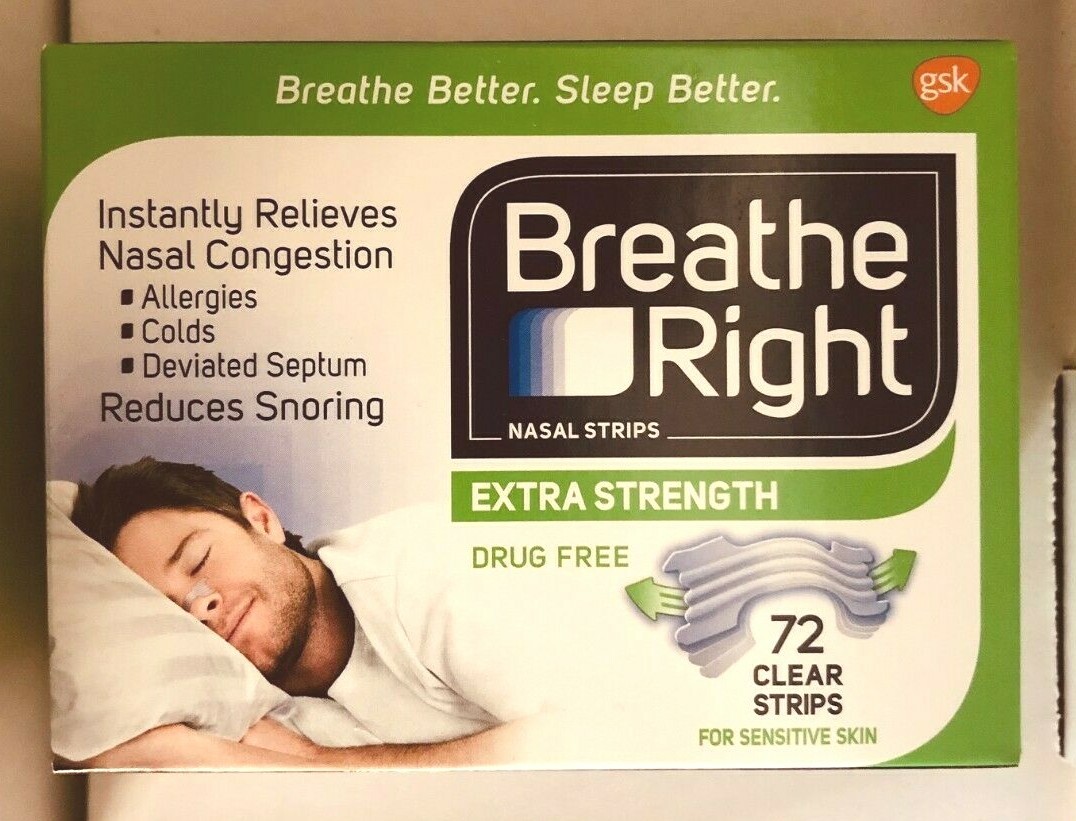 Breathe Better. Sleep Better.
gsk
Instantly Relieves
Nasal Congestion
▪ Allergies
▪ Colds
▪ Deviated Septum
Reduces Snoring
Breathe
Right
NASAL STRIPS
EXTRA STRENGTH
DRUG FREE
72
CLEAR
STRIPS
FOR SENSITIVE SKIN